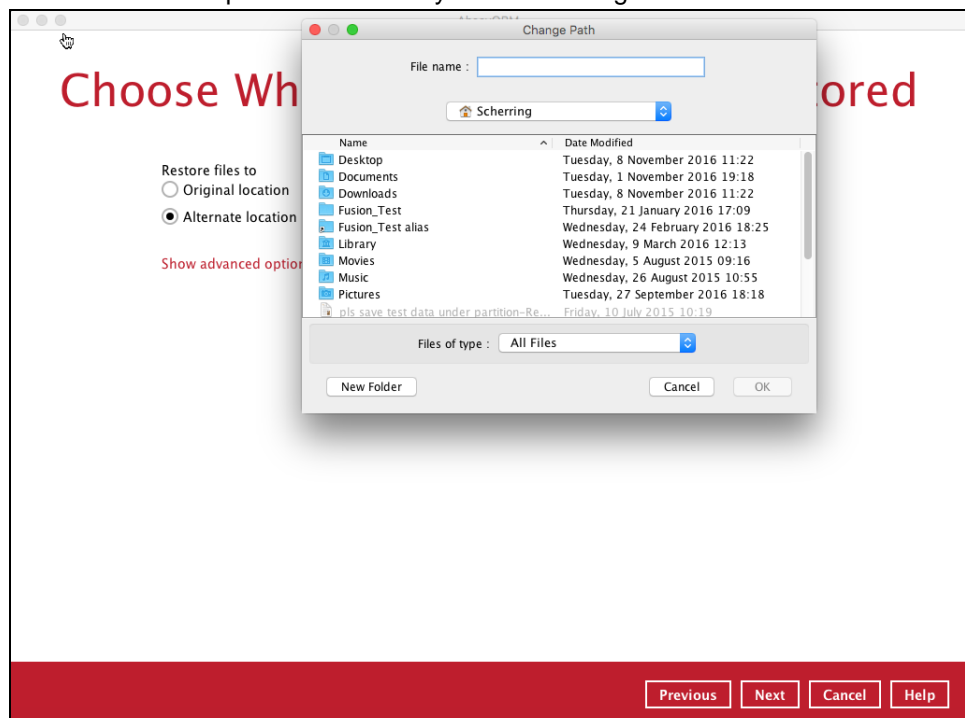 Change Path
File name :
Choose Wh ored
Scherring
Name Date Modified
Desktop Tuesday, 8 November 2016 11:22
Restore files to
Documents Tuesday, 1 November 2016 19:18
Original location
Downloads Tuesday, 8 November 2016 11:22
Fusion_Test Thursday, 21 January 2016 17:09
Alternate location
Fusion_Test alias Wednesday, 24 February 2016 18:25
Library Wednesday, 9 March 2016 12:13
Show advanced option
Movies Wednesday, 5 August 2015 09:16
Music Wednesday, 26 August 2015 10:55
Pictures Tuesday, 27 September 2016 18:18
pls save test data under partition-Re... Friday, 10 July 2015 10:19
Files of type : All Files
New Folder Cancel OK
Previous Next Cancel Help